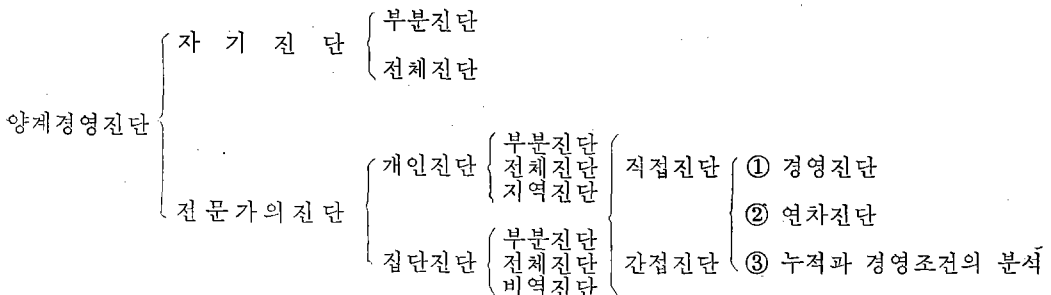 부분진단
자 기 진 단
전체진단
양계경영진단
부분진단
개인진단 전체진단 직접진단 ① 경영진단
지역진단
전문가의진단 ② 연차진단
부분진단
집단진단 전체진단 간접진단 ③ 누적과 경영조건의 분석
비역진단